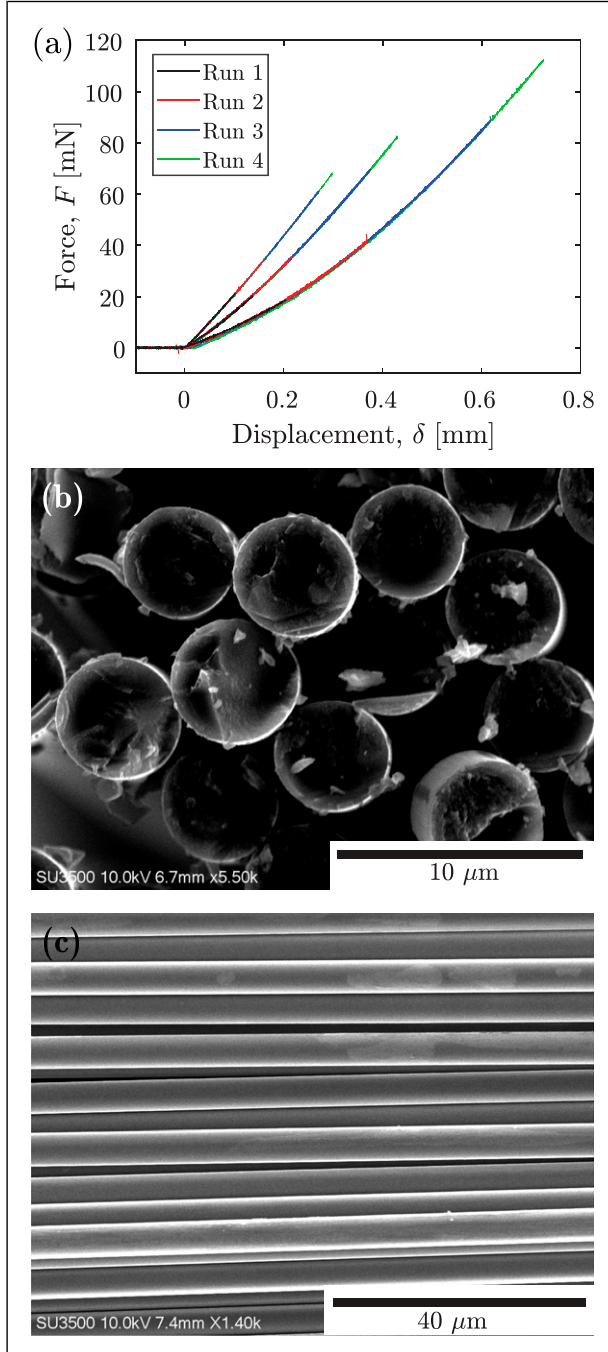 (a)
120
100
80
60
40
20
0
Force, F [mN]
Run 1
Run 2
Run 3
Run 4
0 0.2 0.4 0.6 0.8
Displacement, δ [mm]
(b)
SU3500 10.0kV 6.7mm x5.50k
10 μm
(c)
SU3500 10.0kV 7.4mm X1.40k
40 μm